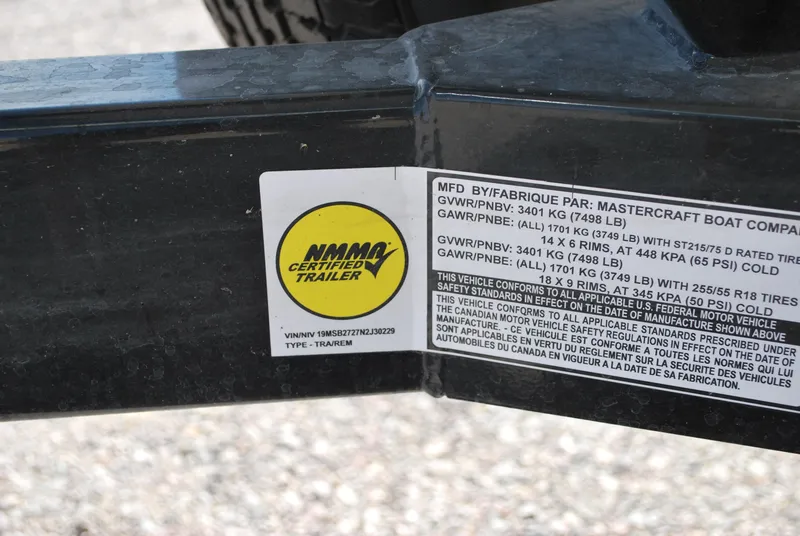 NMMA
CERTIFIED
TRAILER
VIN/NIV 19MSB2727N2J30229
TYPE - TRA/REM
MFD BY/FABRIQUE PAR: MASTERCRAFT BOAT
GVWR/PNBV: 3401 KG (7498 LB)
GAWR/PNBE: (ALL) 1701 KG (3749 LB) WITH ST215/75 D RATED
14 X 6 RIMS, AT 448 KPA (65 PSI) COLD
GVWR/PNBV: 3401 KG (7498 LB)
GAWR/PNBE: (ALL) 1701 KG (3749 LB) WITH 255/55 R18 TIRES
18 X 9 RIMS, AT 345 KPA (50 PSI) COLD
THIS VEHICLE CONFORMS TO ALL APPLICABLE U.S. FEDERAL MOTOR VEHICLE
SAFETY STANDARDS IN EFFECT ON THE DATE OF MANUFACTURE SHOWN ABOVE
THIS VEHICLE CONFORMS TO ALL APPLICABLE STANDARDS PRESCRIBED UNDER
THE CANADIAN MOTOR VEHICLE SAFETY REGULATIONS IN EFFECT ON THE DATE OF
MANUFACTURE. - CE VEHICULE EST CONFORME A TOUTES LES NORMES QUI LUI
SONT APPLICABLES EN VERTU DU REGLEMENT SUR LA SECURITE DES VEHICULES
AUTOMOBILES DU CANADA EN VIGUEUR A LA DATE DE SA FABRICATION.